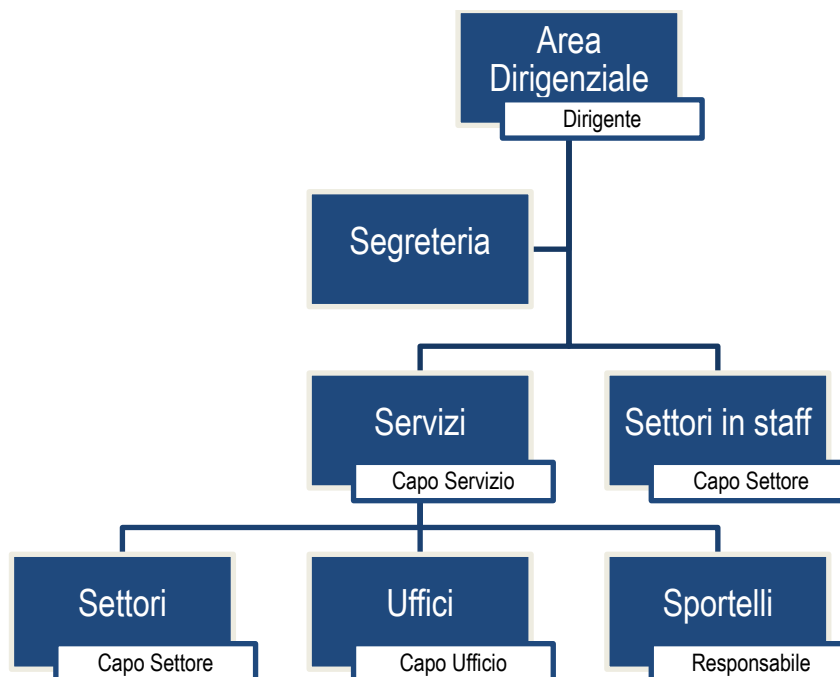 Area
Dirigenziale
Dirigente
Segreteria
Servizi
Capo Servizio
Settori in staff
Capo Settore
Settori
Capo Settore
Uffici
Capo Ufficio
Sportelli
Responsabile